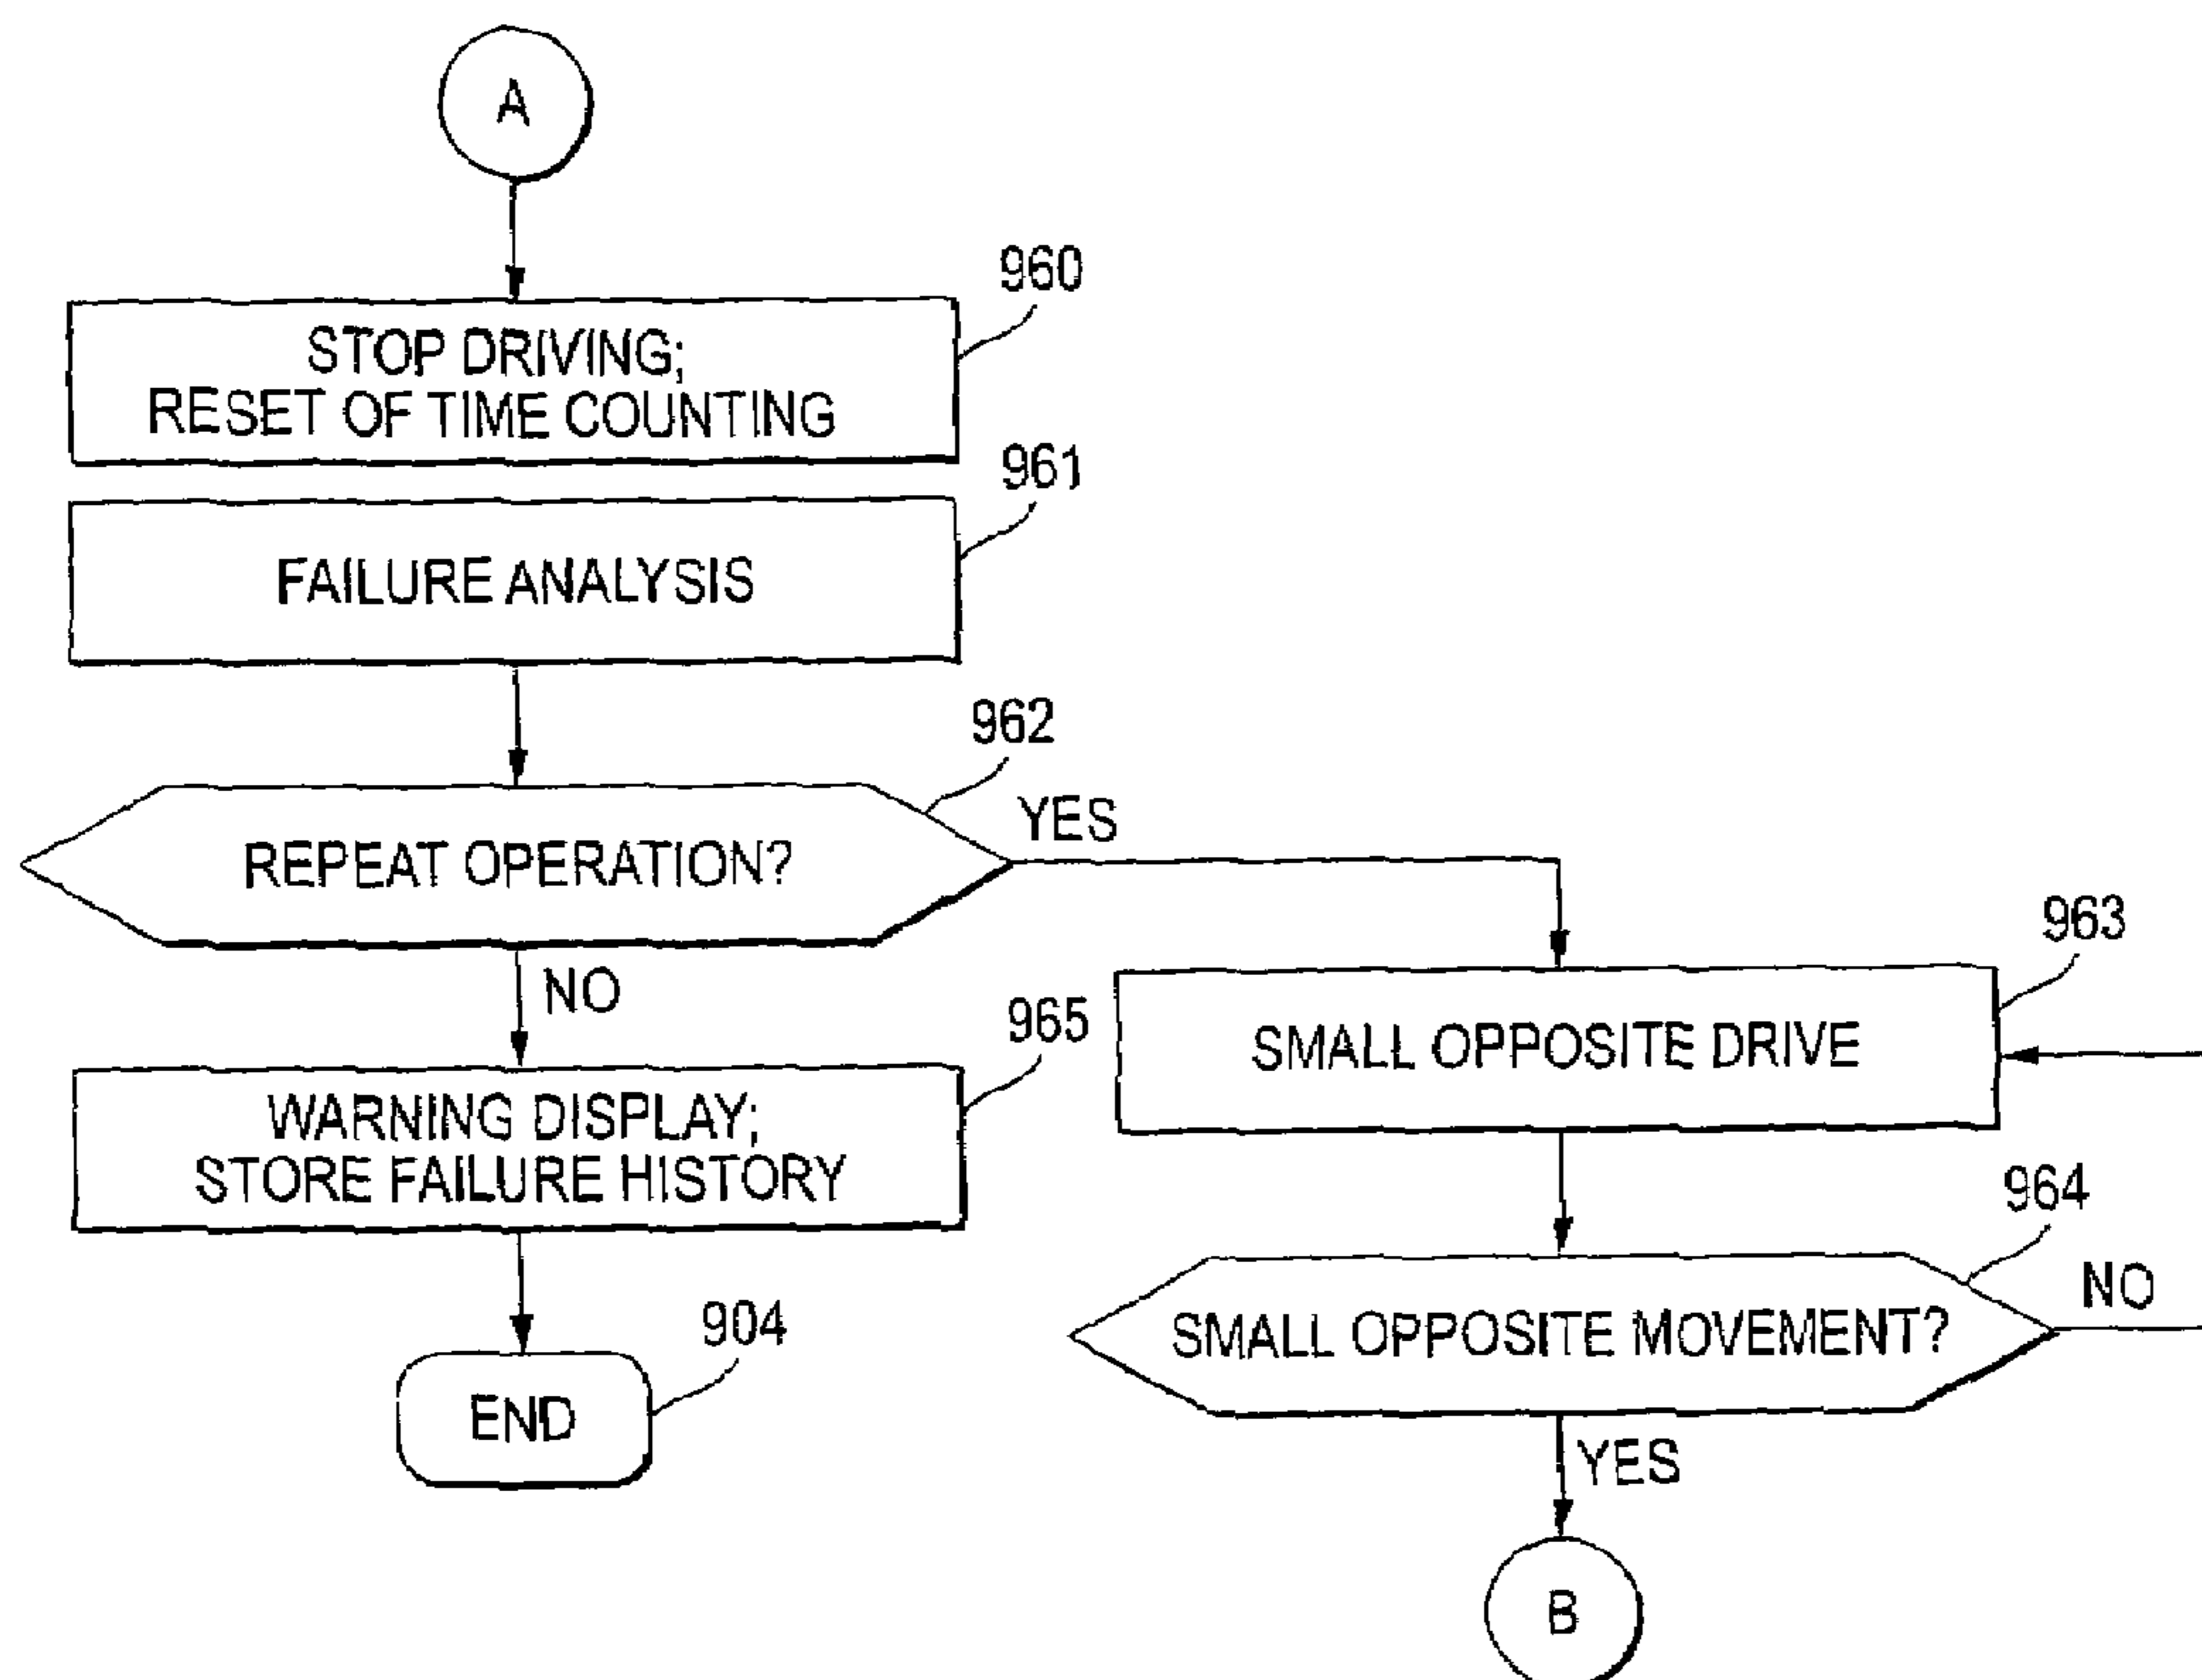 A
960
STOP DRIVING;
RESET OF TIME COUNTING
961
FAILURE ANALYSIS
962
REPEAT OPERATION?
YES
NO
963
SMALL OPPOSITE DRIVE
965
WARNING DISPLAY;
STORE FAILURE HISTORY
964
SMALL OPPOSITE MOVEMENT?
NO
904
END
YES
B